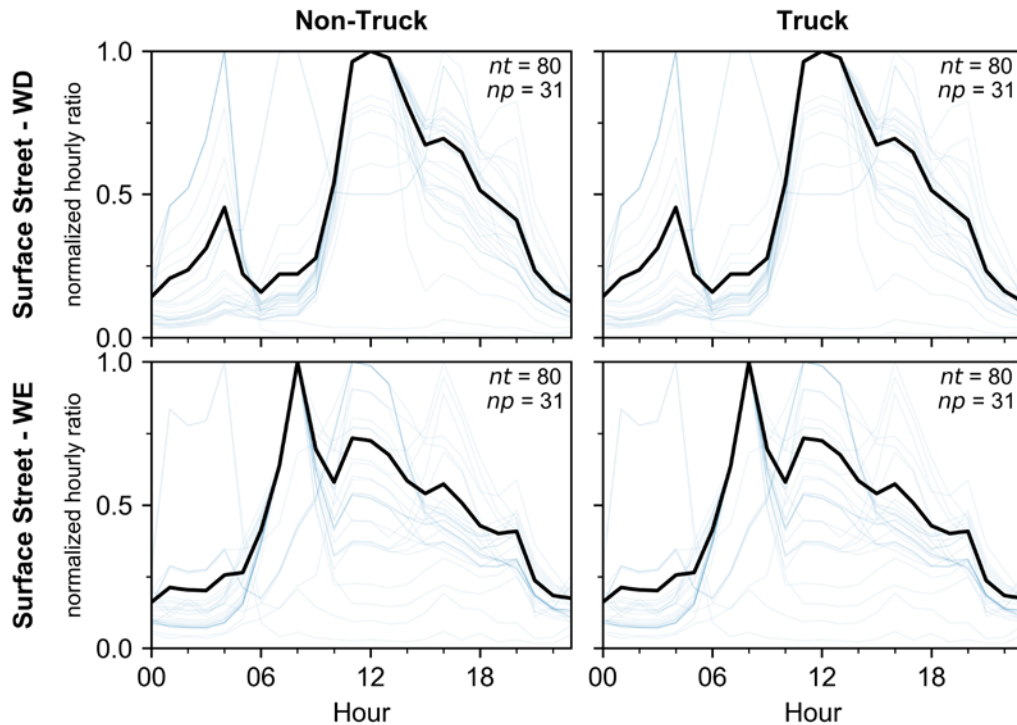 Non-Truck
Truck
Surface Street - WD
normalized hourly ratio
1.0
0.5
0.0
nt = 80
np = 31
nt = 80
np = 31
Surface Street - WE
normalized hourly ratio
1.0
0.5
0.0
nt = 80
np = 31
nt = 80
np = 31
00 06 12 18
00 06 12 18
Hour
Hour